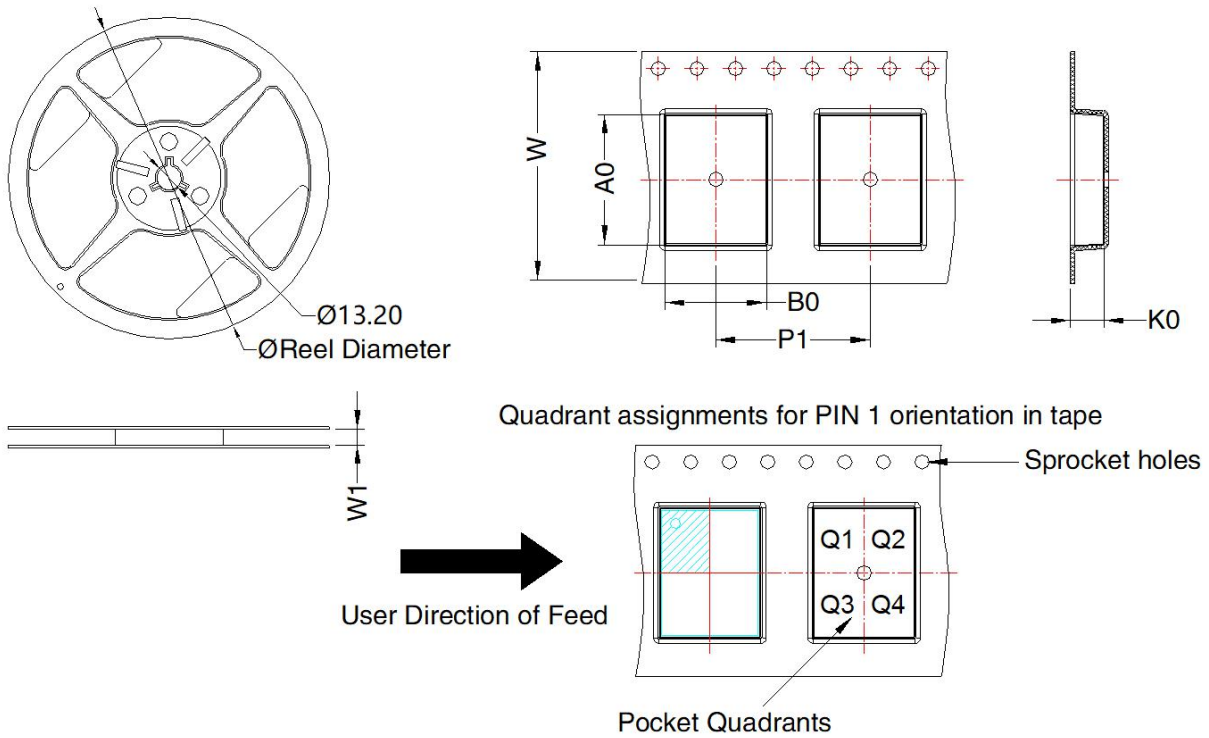 W
A0
B0
P1
K0
Ø13.20
ØReel Diameter
W1
Quadrant assignments for PIN 1 orientation in tape
Sprocket holes
Q1 Q2
Q3 Q4
User Direction of Feed
Pocket Quadrants